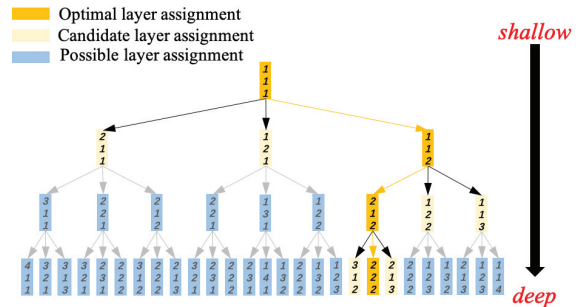 Optimal layer assignment
Candidate layer assignment
Possible layer assignment
shallow
1
1
1
2 1 1
1 2 1
1 1 2
3 2 2 2 1 1 2 1 1
1 2 1 2 3 2 1 2 1
1 1 2 1 1 2 2 2 3
4 3 3 3 2 2 3 2 2 3 2 2 2 1 1 2 1 1 3 2 2 2 1 1 2 1 1
1 2 1 2 3 2 1 2 1 2 3 2 3 4 3 2 3 2 1 2 1 2 3 2 1 2 1
1 1 2 1 1 2 2 2 3 1 1 2 1 1 2 2 2 3 2 2 3 2 2 3 3 3 4
deep